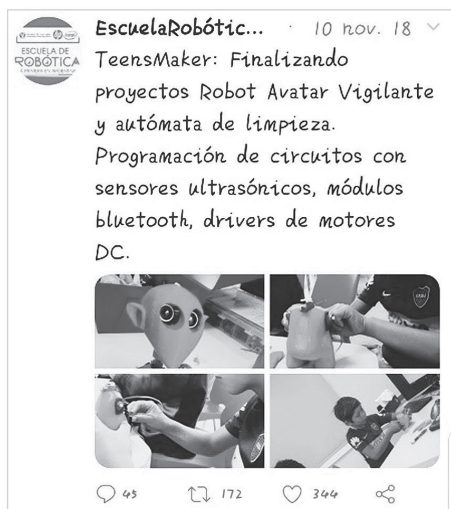 EscuelaRobótic... · 10 nov. 18
ESCUELA DE
ROBÓTICA
TeensMaker: Finalizando
proyectos Robot Avatar Vigilante
y autómata de limpieza.
Programación de circuitos con
sensores ultrasónicos, módulos
bluetooth, drivers de motores
DC.
45 172 344